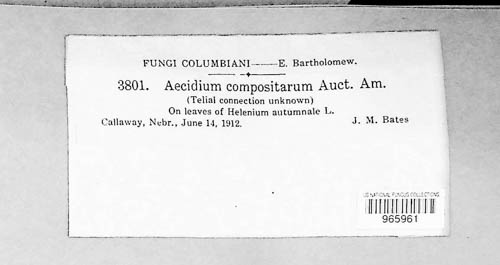 FUNGI COLUMBIANI——E. Bartholomew.
3801. Aecidium compositarum Auct. Am.
(Telial connection unknown)
On leaves of Helenium autumnale L.
Callaway, Nebr., June 14, 1912. J. M. Bates
US NATIONAL FUNGUS COLLECTIONS
965961